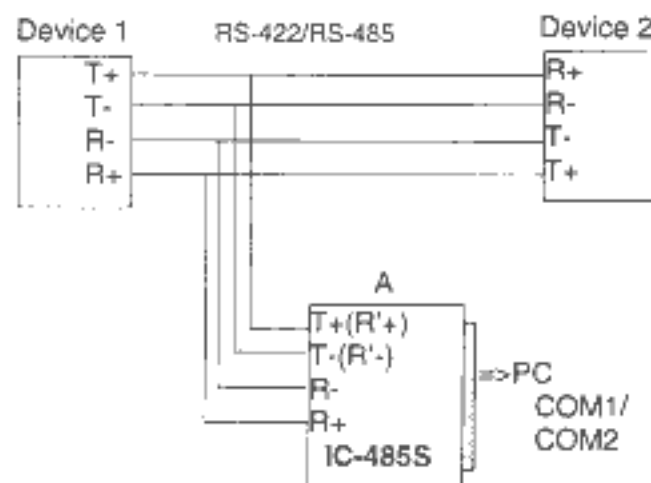 Device 1
RS-422/RS-485
Device 2
T+
T-
R-
R+
R+
R-
T-
T+
A
T+(R'+)
T-(R'-)
R-
R+
IC-485S
=>PC
COM1/
COM2